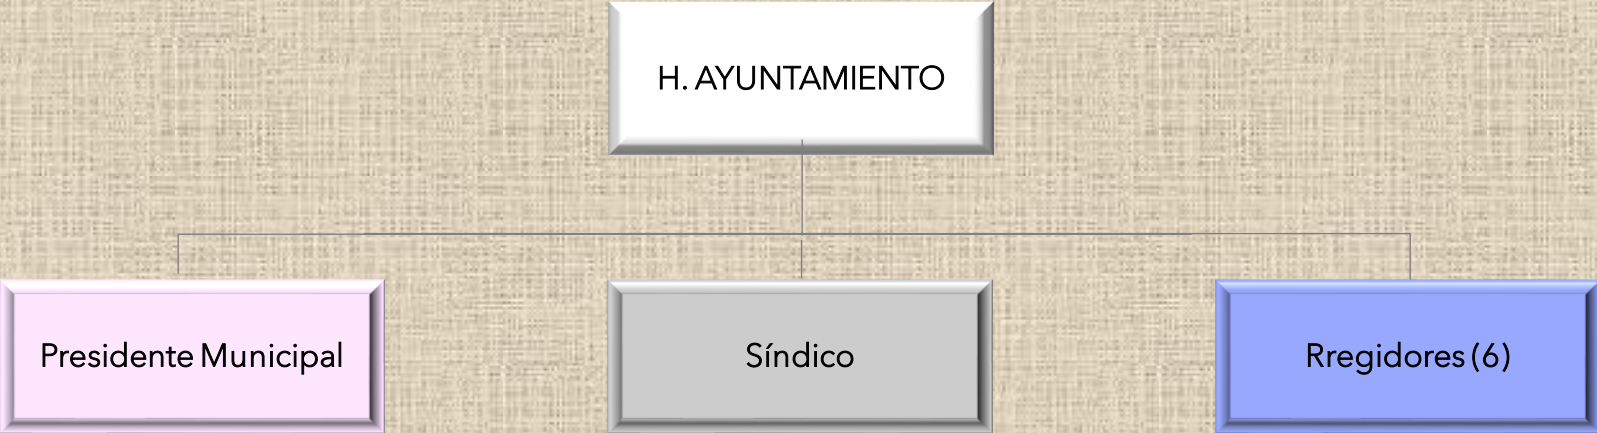 H. AYUNTAMIENTO
Presidente Municipal
Síndico
Rregidores (6)